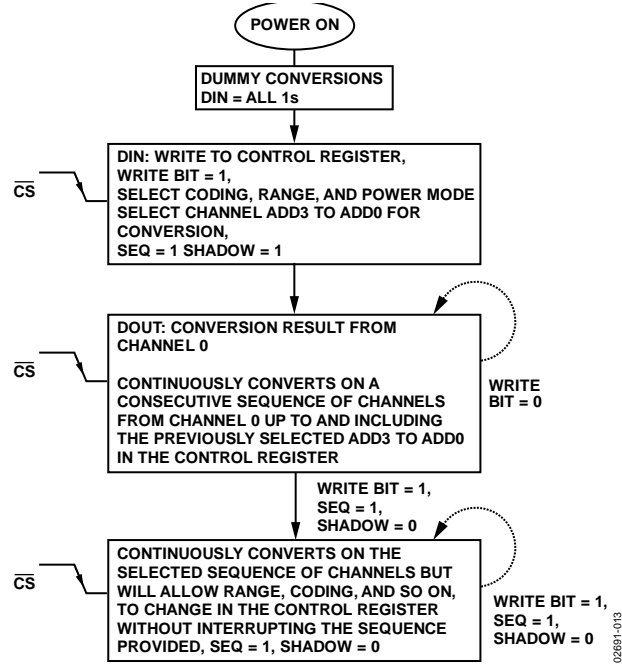 POWER ON
DUMMY CONVERSIONS
DIN = ALL 1s
CS
DIN: WRITE TO CONTROL REGISTER,
WRITE BIT = 1,
SELECT CODING, RANGE, AND POWER MODE
SELECT CHANNEL ADD3 TO ADD0 FOR
CONVERSION,
SEQ = 1 SHADOW = 1
CS
DOUT: CONVERSION RESULT FROM
CHANNEL 0
CONTINUOUSLY CONVERTS ON A
CONSECUTIVE SEQUENCE OF CHANNELS
FROM CHANNEL 0 UP TO AND INCLUDING
THE PREVIOUSLY SELECTED ADD3 TO ADD0
IN THE CONTROL REGISTER
WRITE
BIT = 0
WRITE BIT = 1,
SEQ = 1,
SHADOW = 0
CS
CONTINUOUSLY CONVERTS ON THE
SELECTED SEQUENCE OF CHANNELS BUT
WILL ALLOW RANGE, CODING, AND SO ON,
TO CHANGE IN THE CONTROL REGISTER
WITHOUT INTERRUPTING THE SEQUENCE
PROVIDED, SEQ = 1, SHADOW = 0
WRITE BIT = 1,
SEQ = 1,
SHADOW = 0
02691-013